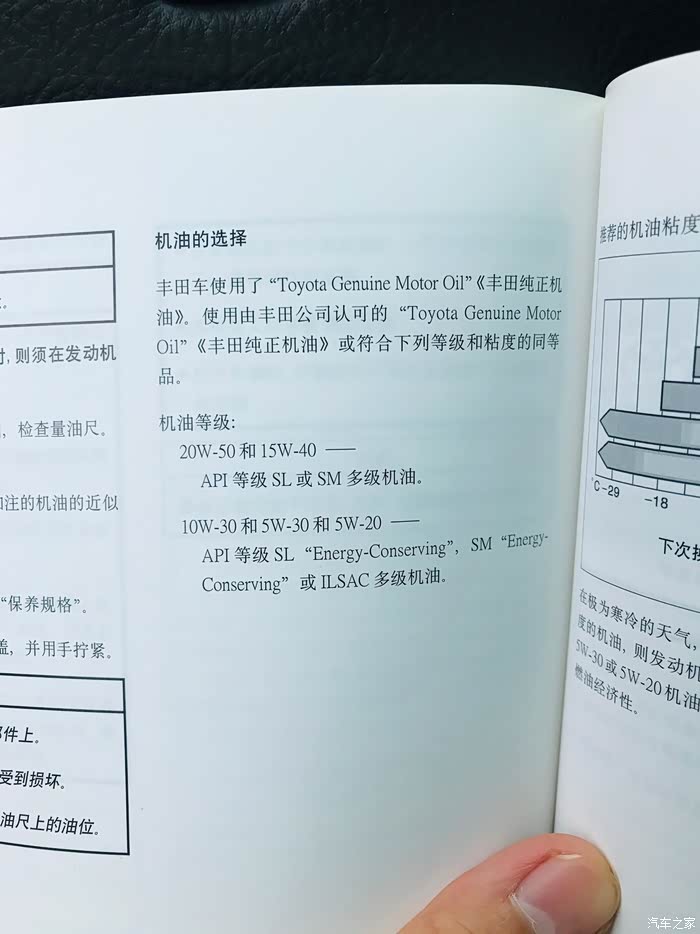 。
则须在发动机
检查量油尺。
注的机油的近似
“保养规格”。
盖，并用手拧紧。
件上。
受到损坏。
油尺上的油位。
机油的选择
丰田车使用了“Toyota Genuine Motor Oil”《丰田纯正机
油》。使用由丰田公司认可的“Toyota Genuine Motor
Oil”《丰田纯正机油》或符合下列等级和粘度的同等
品。
机油等级：
20W-50 和 15W-40 ——
API 等级 SL 或 SM 多级机油。
10W-30 和 5W-30 和 5W-20 ——
API 等级 SL “Energy-Conserving”，SM “Energy-
Conserving” 或 ILSAC 多级机油。
推荐的机油粘度
°C -29 -18
下次
在极为寒冷的天气，
度的机油，则发动机
5W-30 或 5W-20 机油
燃油经济性。
汽车之家